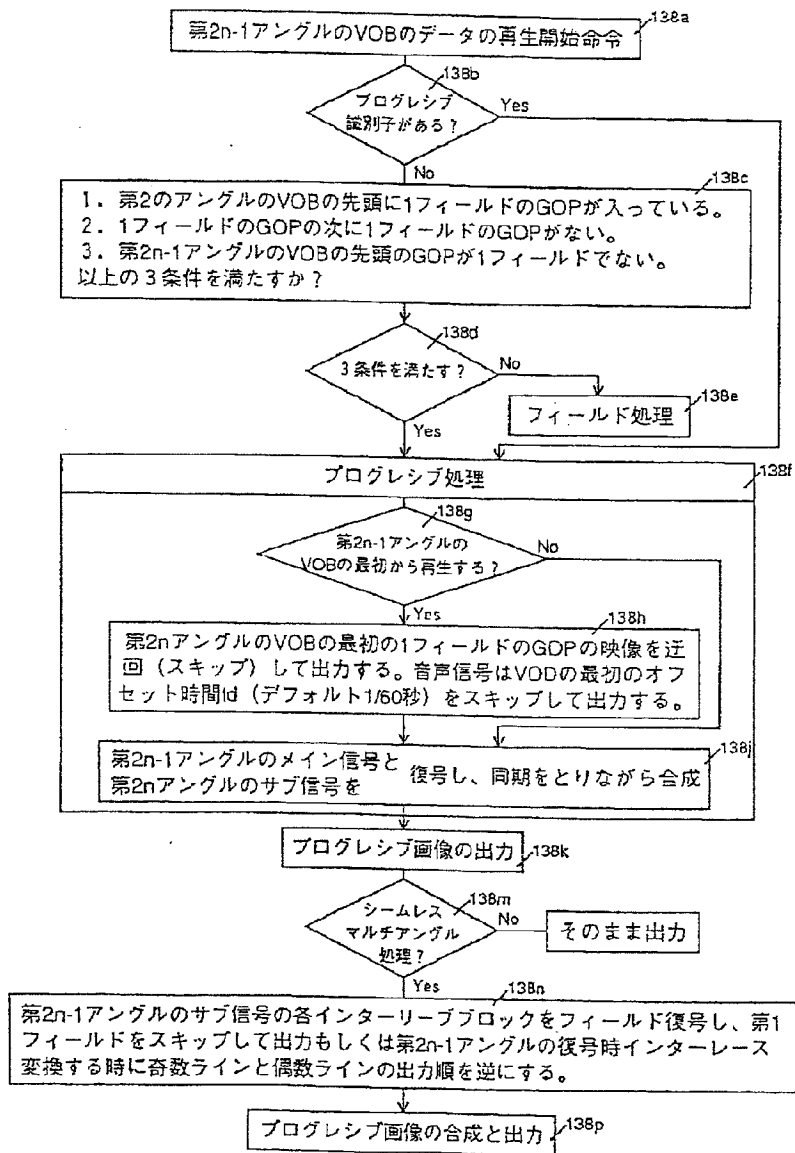 138a
第2n-1アングルのVOBのデータの再生開始命令
138b
プログレシブ
識別子がある？
Yes
No
138c
1．第2のアングルのVOBの先頭に1フィールドのGOPが入っている。
2．1フィールドのGOPの次に1フィールドのGOPがない。
3．第2n-1アングルのVOBの先頭のGOPが1フィールドでない。
以上の3条件を満たすか？
138d
3条件を満たす？
No
Yes
138e
フィールド処理
プログレシブ処理
138f
138g
第2n-1アングルの
VOBの最初から再生する？
No
Yes
138h
第2nアングルのVOBの最初の1フィールドのGOPの映像を迂
回（スキップ）して出力する。音声信号はVODの最初のオフ
セット時間Id（デフォルト1/60秒）をスキップして出力する。
138j
第2n-1アングルのメイン信号と
第2nアングルのサブ信号を
復号し、同期をとりながら合成
プログレシブ画像の出力
138k
138m
シームレス
マルチアングル
処理？
No
そのまま出力
Yes
138n
第2n-1アングルのサブ信号の各インターリーブブロックをフィールド復号し、第1
フィールドをスキップして出力もしくは第2n-1アングルの復号時インターレース
変換する時に奇数ラインと偶数ラインの出力順を逆にする。
プログレシブ画像の合成と出力
138p